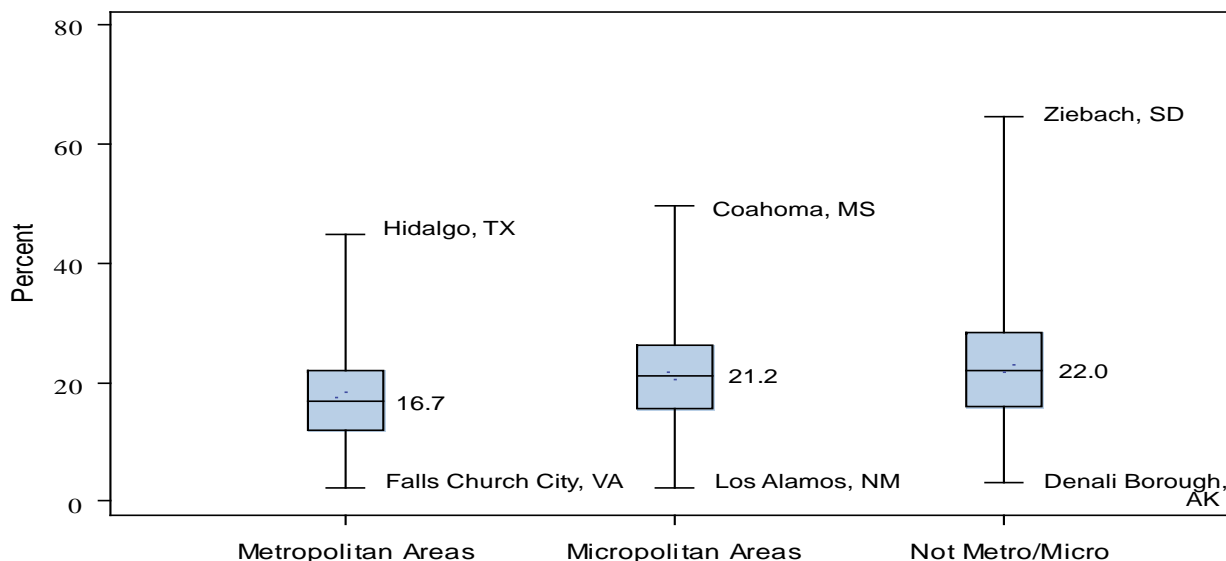 80
Ziebach, SD
60
Coahoma, MS
Hidalgo, TX
Percent
40
21.2
22.0
20
16.7
Falls Church City, VA
Los Alamos, NM
Denali Borough,
AK
0
Metropolitan Areas
Micropolitan Areas
Not Metro/Micro